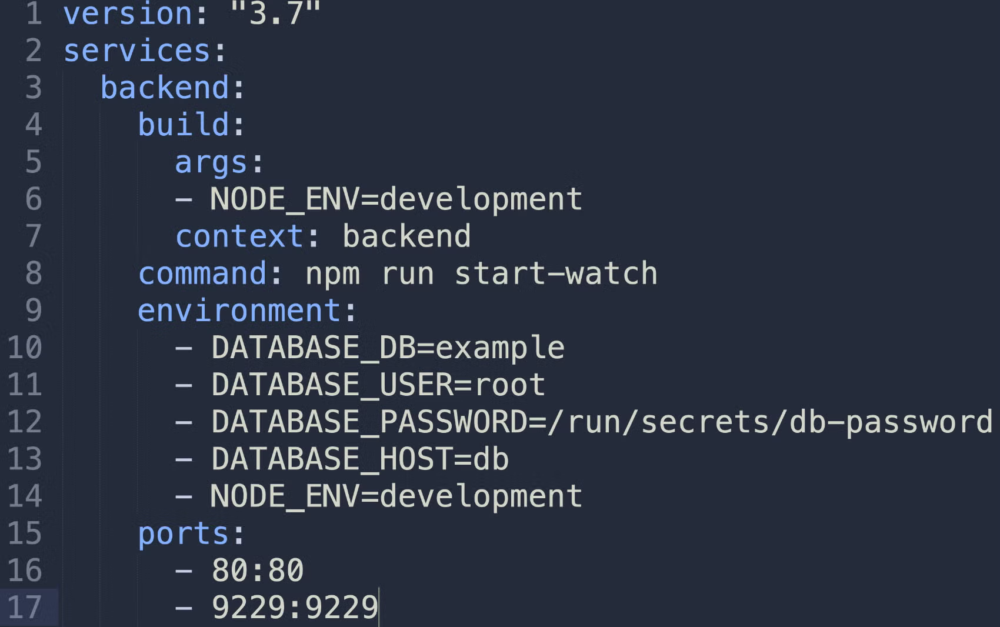 1 version: "3.7"
2 services:
3   backend:
4     build:
5       args:
6       - NODE_ENV=development
7       context: backend
8     command: npm run start-watch
9     environment:
10       - DATABASE_DB=example
11       - DATABASE_USER=root
12       - DATABASE_PASSWORD=/run/secrets/db-password
13       - DATABASE_HOST=db
14       - NODE_ENV=development
15     ports:
16       - 80:80
17       - 9229:9229